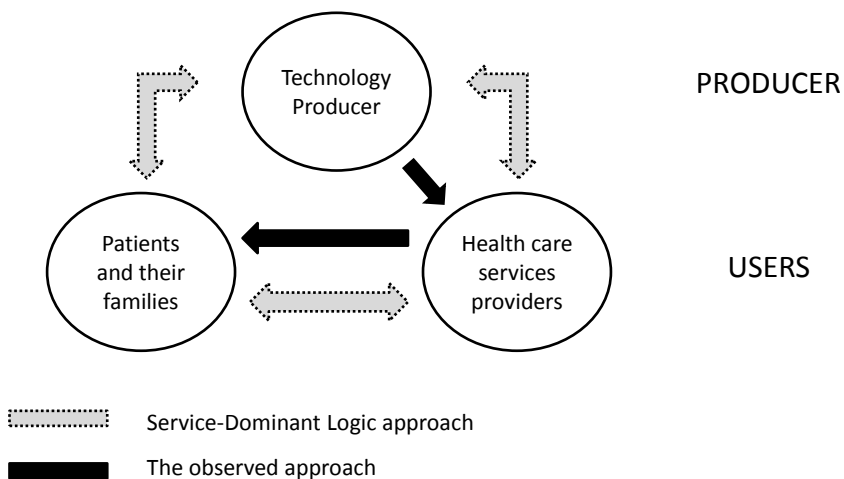 Technology
Producer
PRODUCER
Patients
and their
families
Health care
services
providers
USERS
Service-Dominant Logic approach
The observed approach